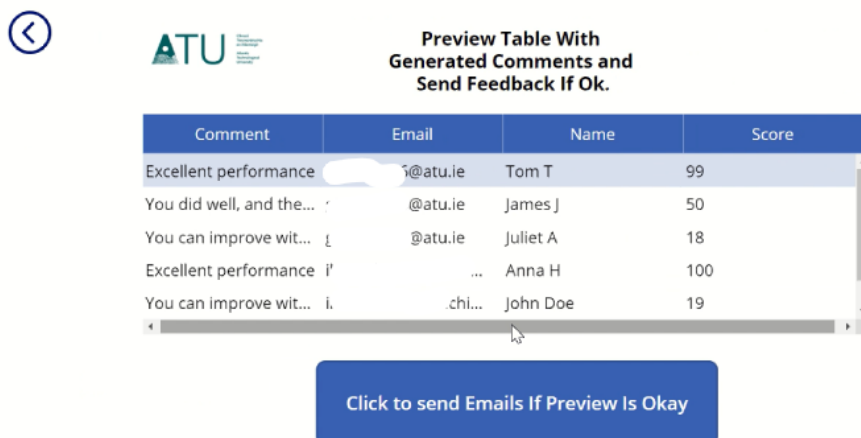 ATU
Preview Table With
Generated Comments and
Send Feedback If Ok.
Comment Email Name Score
Excellent performance 6@atu.ie Tom T 99
You did well, and the... @atu.ie James J 50
You can improve wit... g @atu.ie Juliet A 18
Excellent performance i' ... Anna H 100
You can improve wit... i. .chi... John Doe 19
Click to send Emails If Preview Is Okay